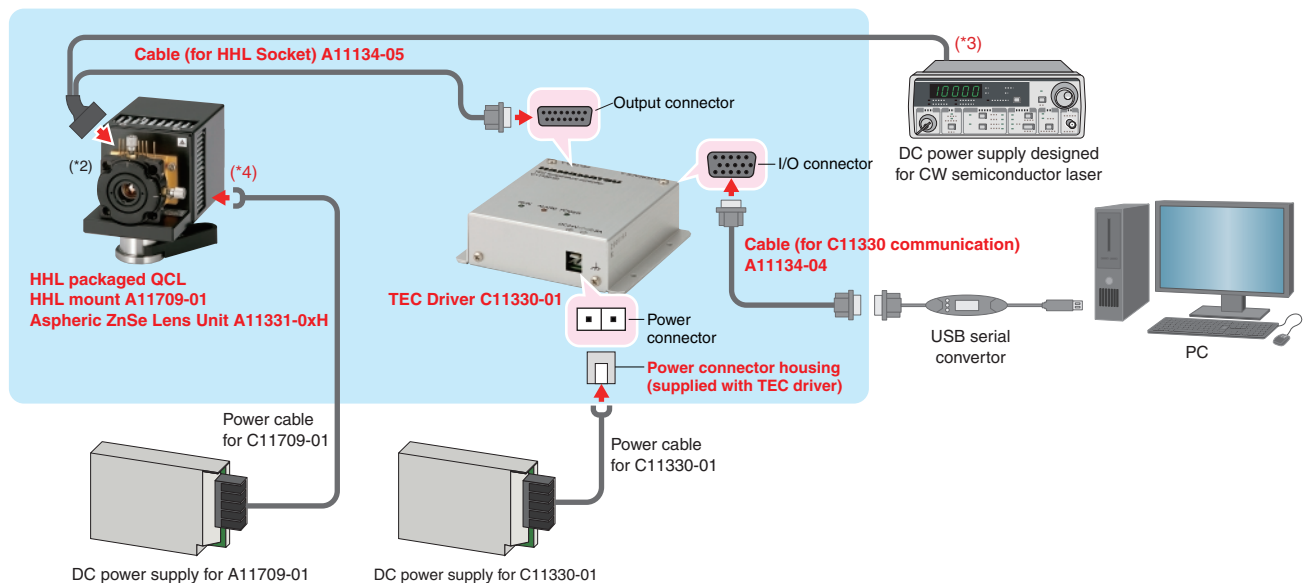 Cable (for HHL Socket) A11134-05
(*3)
Output connector
10000
(*2)
(*4)
I/O connector
DC power supply designed
for CW semiconductor laser
HAMAMATSU
HHL packaged QCL
HHL mount A11709-01
Aspheric ZnSe Lens Unit A11331-0xH
TEC Driver C11330-01
Cable (for C11330 communication)
A11134-04
Power
connector
USB serial
convertor
PC
Power connector housing
(supplied with TEC driver)
Power cable
for C11709-01
Power cable
for C11330-01
DC power supply for A11709-01
DC power supply for C11330-01